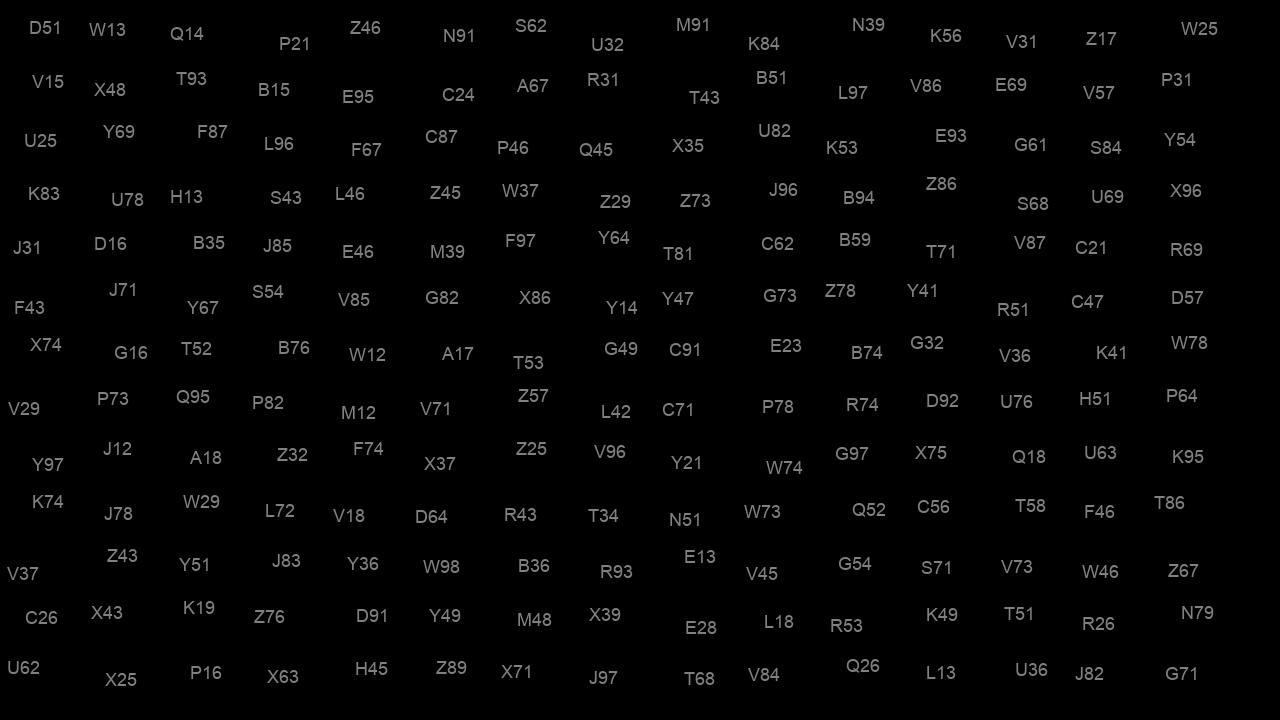 D51 W13 Q14 P21 Z46 N91 S62 U32 M91 K84 N39 K56 V31 Z17 W25
V15 X48 T93 B15 E95 C24 A67 R31 T43 B51 L97 V86 E69 V57 P31
U25 Y69 F87 L96 F67 C87 P46 Q45 X35 U82 K53 E93 G61 S84 Y54
K83 U78 H13 S43 L46 Z45 W37 Z29 Z73 J96 B94 Z86 S68 U69 X96
J31 D16 B35 J85 E46 M39 F97 Y64 T81 C62 B59 T71 V87 C21 R69
F43 J71 Y67 S54 V85 G82 X86 Y14 Y47 G73 Z78 Y41 R51 C47 D57
X74 G16 T52 B76 W12 A17 T53 G49 C91 E23 B74 G32 V36 K41 W78
V29 P73 Q95 P82 M12 V71 Z57 L42 C71 P78 R74 D92 U76 H51 P64
Y97 J12 A18 Z32 F74 X37 Z25 V96 Y21 W74 G97 X75 Q18 U63 K95
K74 J78 W29 L72 V18 D64 R43 T34 N51 W73 Q52 C56 T58 F46 T86
V37 Z43 Y51 J83 Y36 W98 B36 R93 E13 V45 G54 S71 V73 W46 Z67
C26 X43 K19 Z76 D91 Y49 M48 X39 E28 L18 R53 K49 T51 R26 N79
U62 X25 P16 X63 H45 Z89 X71 J97 T68 V84 Q26 L13 U36 J82 G71